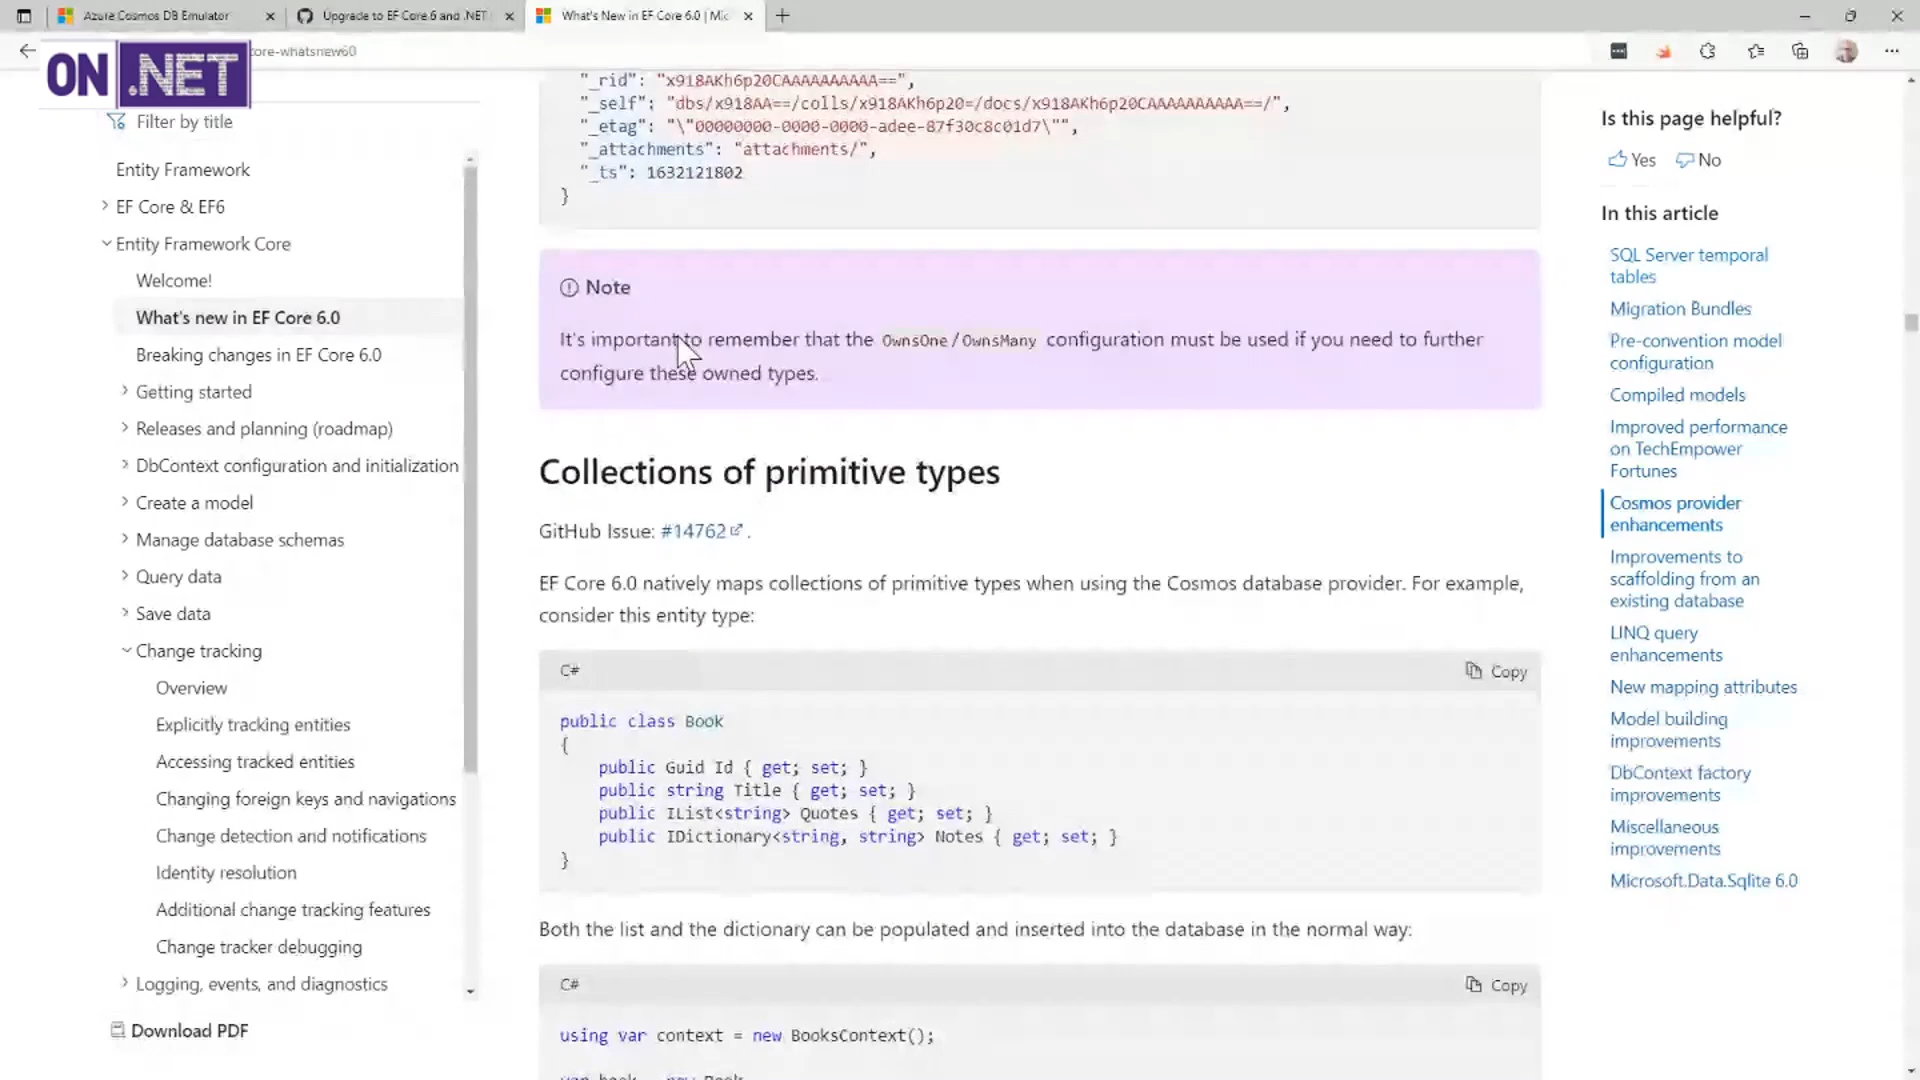 Azure Cosmos DB Emulator
Upgrade to EF Core 6 and .NET
What's New in EF Core 6.0 | Mic
core-whatsnew60
ON .NET
Filter by title
Entity Framework
EF Core & EF6
Entity Framework Core
Welcome!
What's new in EF Core 6.0
Breaking changes in EF Core 6.0
Getting started
Releases and planning (roadmap)
DbContext configuration and initialization
Create a model
Manage database schemas
Query data
Save data
Change tracking
Overview
Explicitly tracking entities
Accessing tracked entities
Changing foreign keys and navigations
Change detection and notifications
Identity resolution
Additional change tracking features
Change tracker debugging
Logging, events, and diagnostics
Download PDF
"_rid": "x918AKh6p20CAAAAAAAAAA==",
"_self": "dbs/x918AA==/colls/x918AKh6p20=/docs/x918AKh6p20CAAAAAAAAAA==/",
"_etag": "\"00000000-0000-0000-adee-87f30c8c01d7\"",
"_attachments": "attachments/",
"_ts": 1632121802
}
Note
It's important to remember that the OwnsOne/OwnsMany configuration must be used if you need to further
configure these owned types.
Collections of primitive types
GitHub Issue: #14762.
EF Core 6.0 natively maps collections of primitive types when using the Cosmos database provider. For example,
consider this entity type:
C#
Copy
public class Book
{
public Guid Id { get; set; }
public string Title { get; set; }
public IList<string> Quotes { get; set; }
public IDictionary<string, string> Notes { get; set; }
}
Both the list and the dictionary can be populated and inserted into the database in the normal way:
C#
Copy
using var context = new BooksContext();
var book = new Book
Is this page helpful?
Yes No
In this article
SQL Server temporal
tables
Migration Bundles
Pre-convention model
configuration
Compiled models
Improved performance
on TechEmpower
Fortunes
Cosmos provider
enhancements
Improvements to
scaffolding from an
existing database
LINQ query
enhancements
New mapping attributes
Model building
improvements
DbContext factory
improvements
Miscellaneous
improvements
Microsoft.Data.Sqlite 6.0